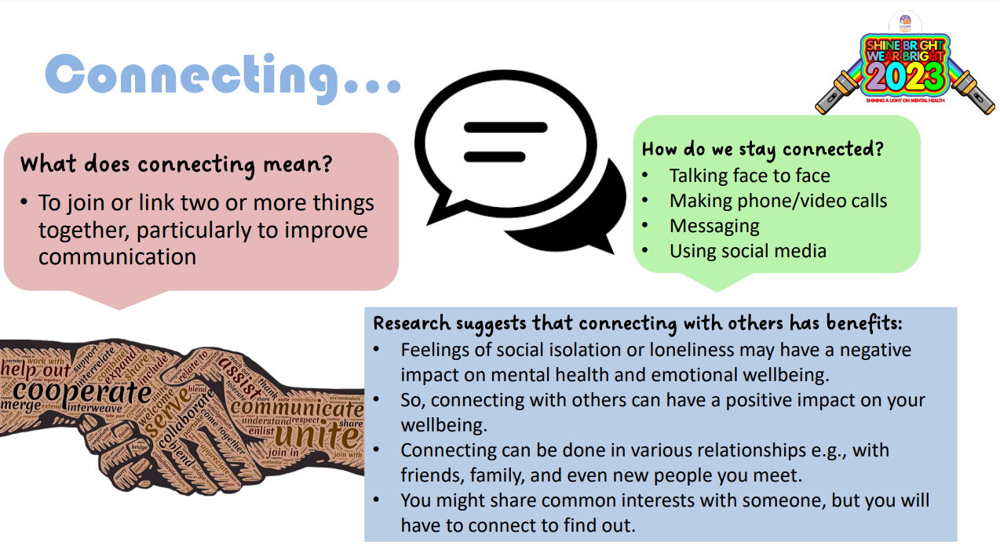 Connecting...
SHINE BRIGHT
WEAR BRIGHT
2023
SHINING A LIGHT ON MENTAL HEALTH
What does connecting mean?
• To join or link two or more things
together, particularly to improve
communication
How do we stay connected?
• Talking face to face
• Making phone/video calls
• Messaging
• Using social media
Research suggests that connecting with others has benefits:
• Feelings of social isolation or loneliness may have a negative
impact on mental health and emotional wellbeing.
• So, connecting with others can have a positive impact on your
wellbeing.
• Connecting can be done in various relationships e.g., with
friends, family, and even new people you meet.
• You might share common interests with someone, but you will
have to connect to find out.
work with
help out
cooperate
merge
extend
interweave
take part
support
interrelate
expand
share
include
relate to
welcome
serve
blend
collaborate
come together
blend
bridge
appreciate
assist
thank
tolerate
share
unite
contribute
accommodate
communicate
understand
respect
share
enlist
unite
join in
join with